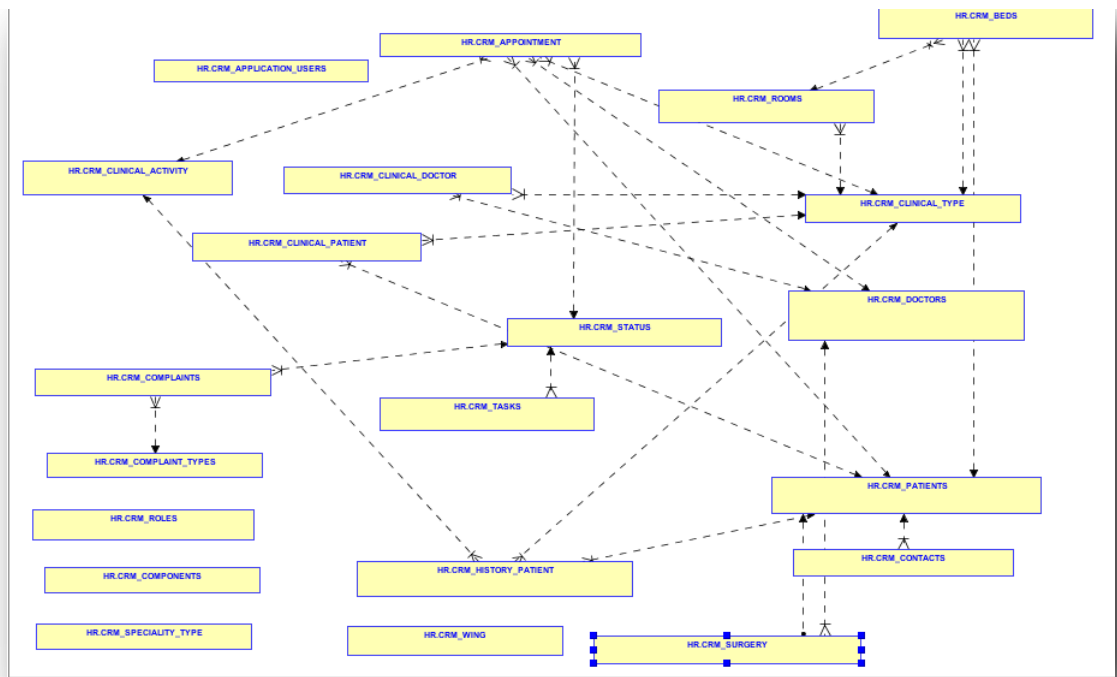 HR.CRM_BEDS
HR.CRM_APPOINTMENT
HR.CRM_APPLICATION_USERS
HR.CRM_ROOMS
HR.CRM_CLINICAL_ACTIVITY
HR.CRM_CLINICAL_DOCTOR
HR.CRM_CLINICAL_TYPE
HR.CRM_CLINICAL_PATIENT
HR.CRM_DOCTORS
HR.CRM_STATUS
HR.CRM_COMPLAINTS
HR.CRM_TASKS
HR.CRM_COMPLAINT_TYPES
HR.CRM_PATIENTS
HR.CRM_ROLES
HR.CRM_CONTACTS
HR.CRM_HISTORY_PATIENT
HR.CRM_COMPONENTS
HR.CRM_SPECIALITY_TYPE
HR.CRM_WING
HR.CRM_SURGERY